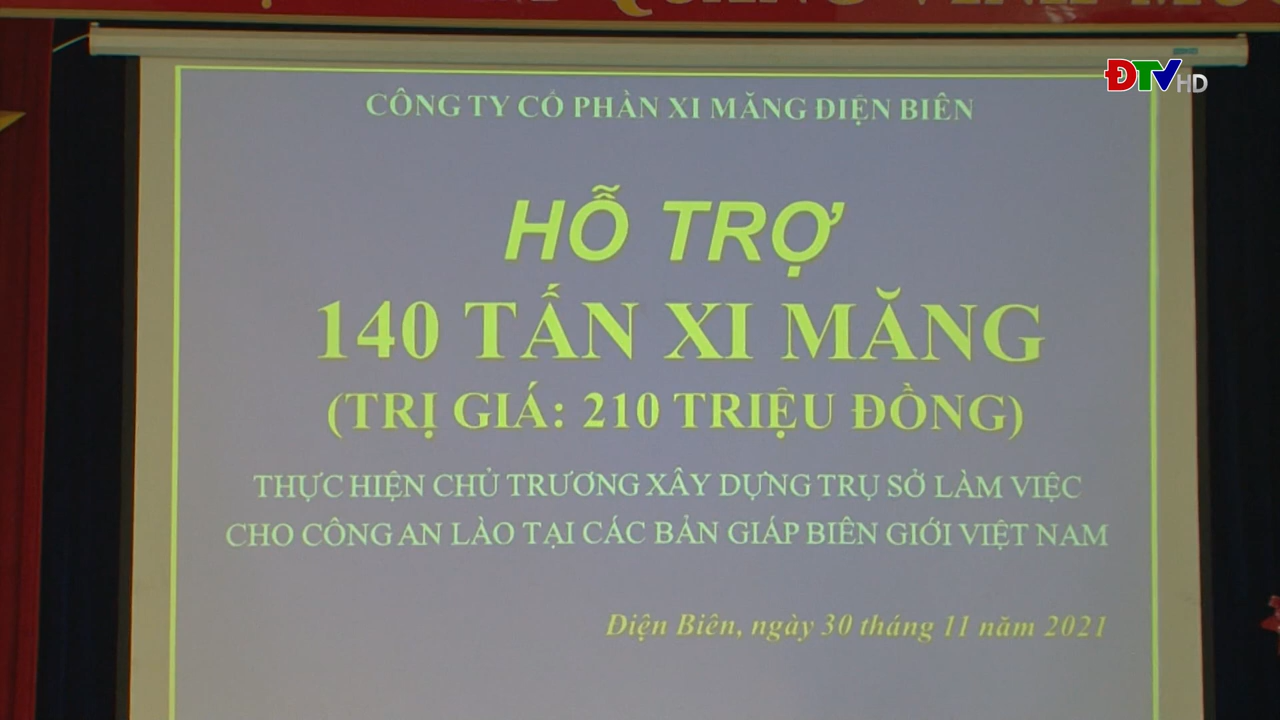 QUANG VINH
ĐTV HD
CÔNG TY CỔ PHẦN XI MĂNG ĐIỆN BIÊN
HỖ TRỢ
140 TẤN XI MĂNG
(TRỊ GIÁ: 210 TRIỆU ĐỒNG)
THỰC HIỆN CHỦ TRƯƠNG XÂY DỰNG TRỤ SỞ LÀM VIỆC
CHO CÔNG AN LÀO TẠI CÁC BẢN GIÁP BIÊN GIỚI VIỆT NAM
Điện Biên, ngày 30 tháng 11 năm 2021